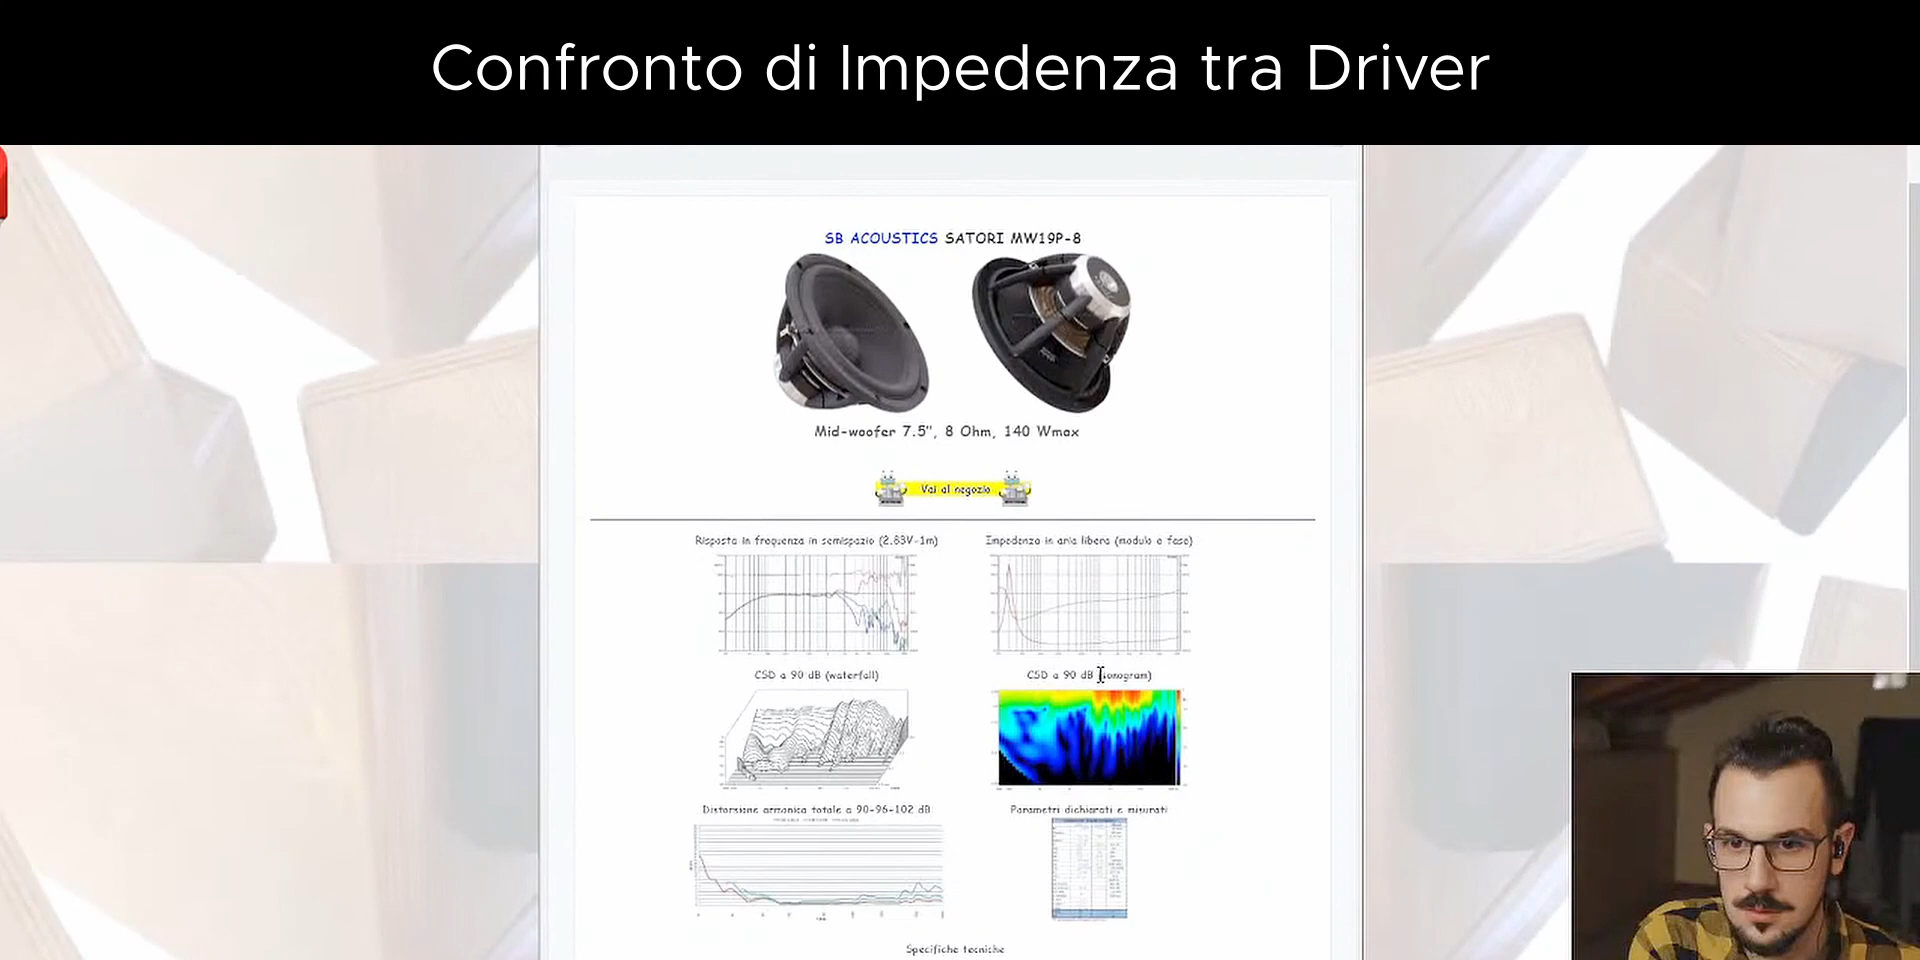 Confronto di Impedenza tra Driver
SB ACOUSTICS SATORI MW19P-8
Mid-woofer 7.5", 8 Ohm, 140 Wmax
Vai al negozio
Risposta in frequenza in semispazio (2.83V-1m)
Impedenza in aria libera (modulo e fase)
CSD a 90 dB (waterfall)
CSD a 90 dB (sonogram)
Distorsione armonica totale a 90-96-102 dB
Parametri dichiarati e misurati
Specifiche tecniche